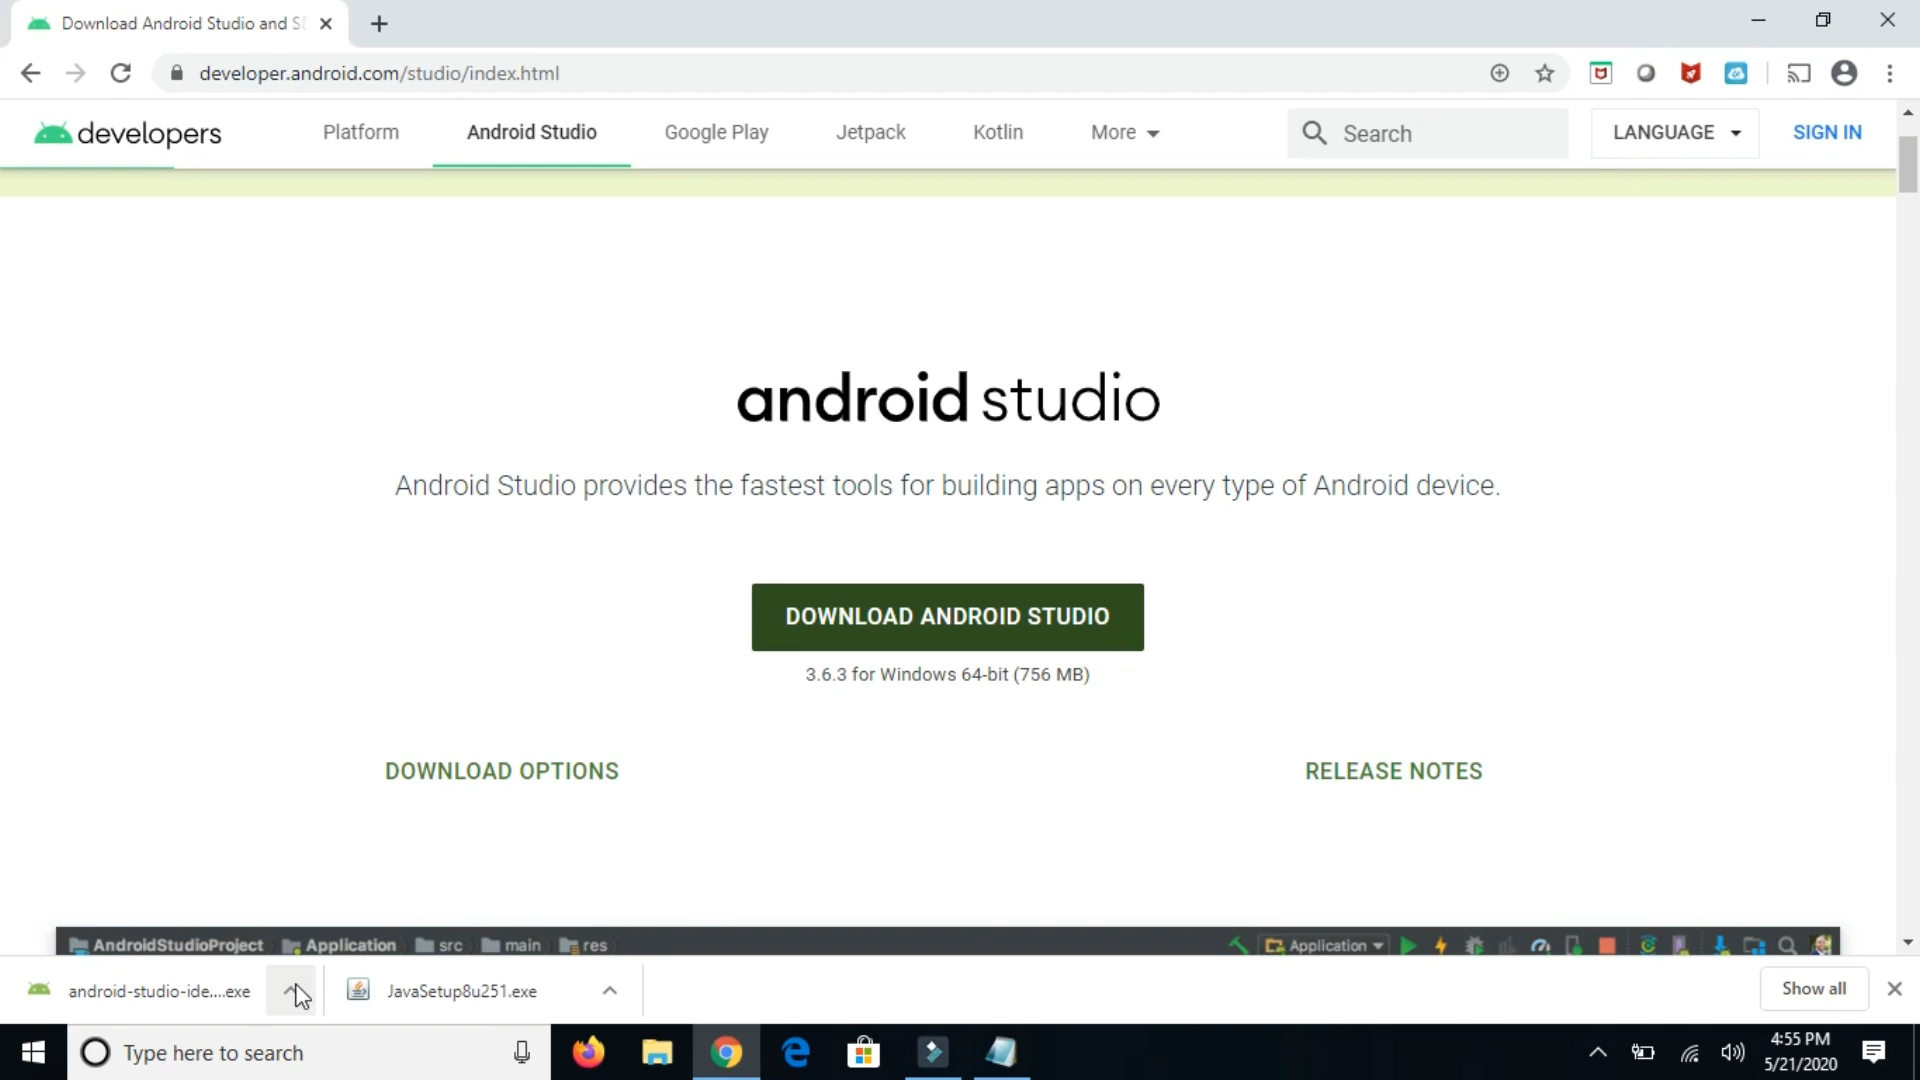 Download Android Studio and S
developer.android.com/studio/index.html
developers
Platform
Android Studio
Google Play
Jetpack
Kotlin
More
Search
LANGUAGE
SIGN IN
android studio
Android Studio provides the fastest tools for building apps on every type of Android device.
DOWNLOAD ANDROID STUDIO
3.6.3 for Windows 64-bit (756 MB)
DOWNLOAD OPTIONS
RELEASE NOTES
AndroidStudioProject
Application
src
main
res
Application
android-studio-ide....exe
JavaSetup8u251.exe
Show all
Type here to search
4:55 PM
5/21/2020